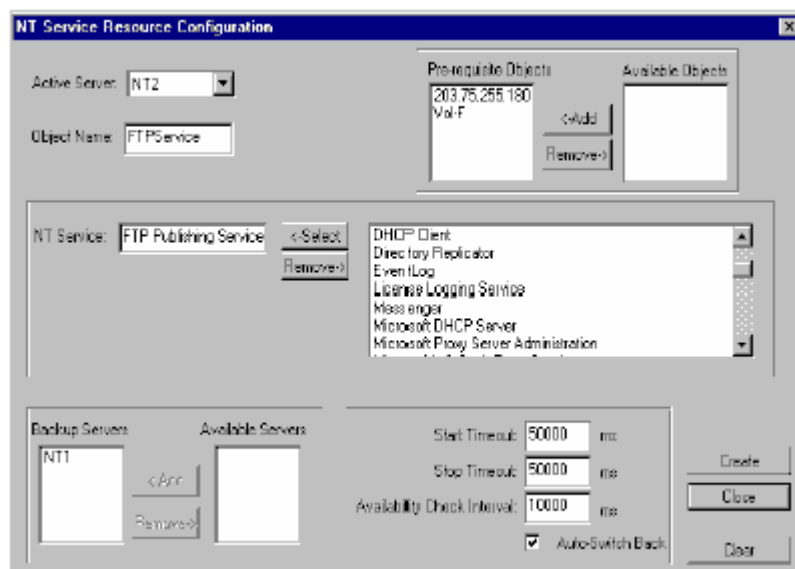 NT Service Resource Configuration
Active Server: NT2
Object Name: FTPService
Pre-requisite Objects
203.75.255.180
Vol-F
<-Add
Remove->
Available Objects
NT Service: FTP Publishing Service
<-Select
Remove->
DHCP Client
Directory Replicator
EventLog
License Logging Service
Messenger
Microsoft DHCP Server
Microsoft Proxy Server Administration
Backup Servers
NT1
<-Add
Remove->
Available Servers
Start Timeout: 50000 ms
Stop Timeout: 50000 ms
Availability Check Interval: 10000 ms
Auto-Switch Back
Create
Close
Clear